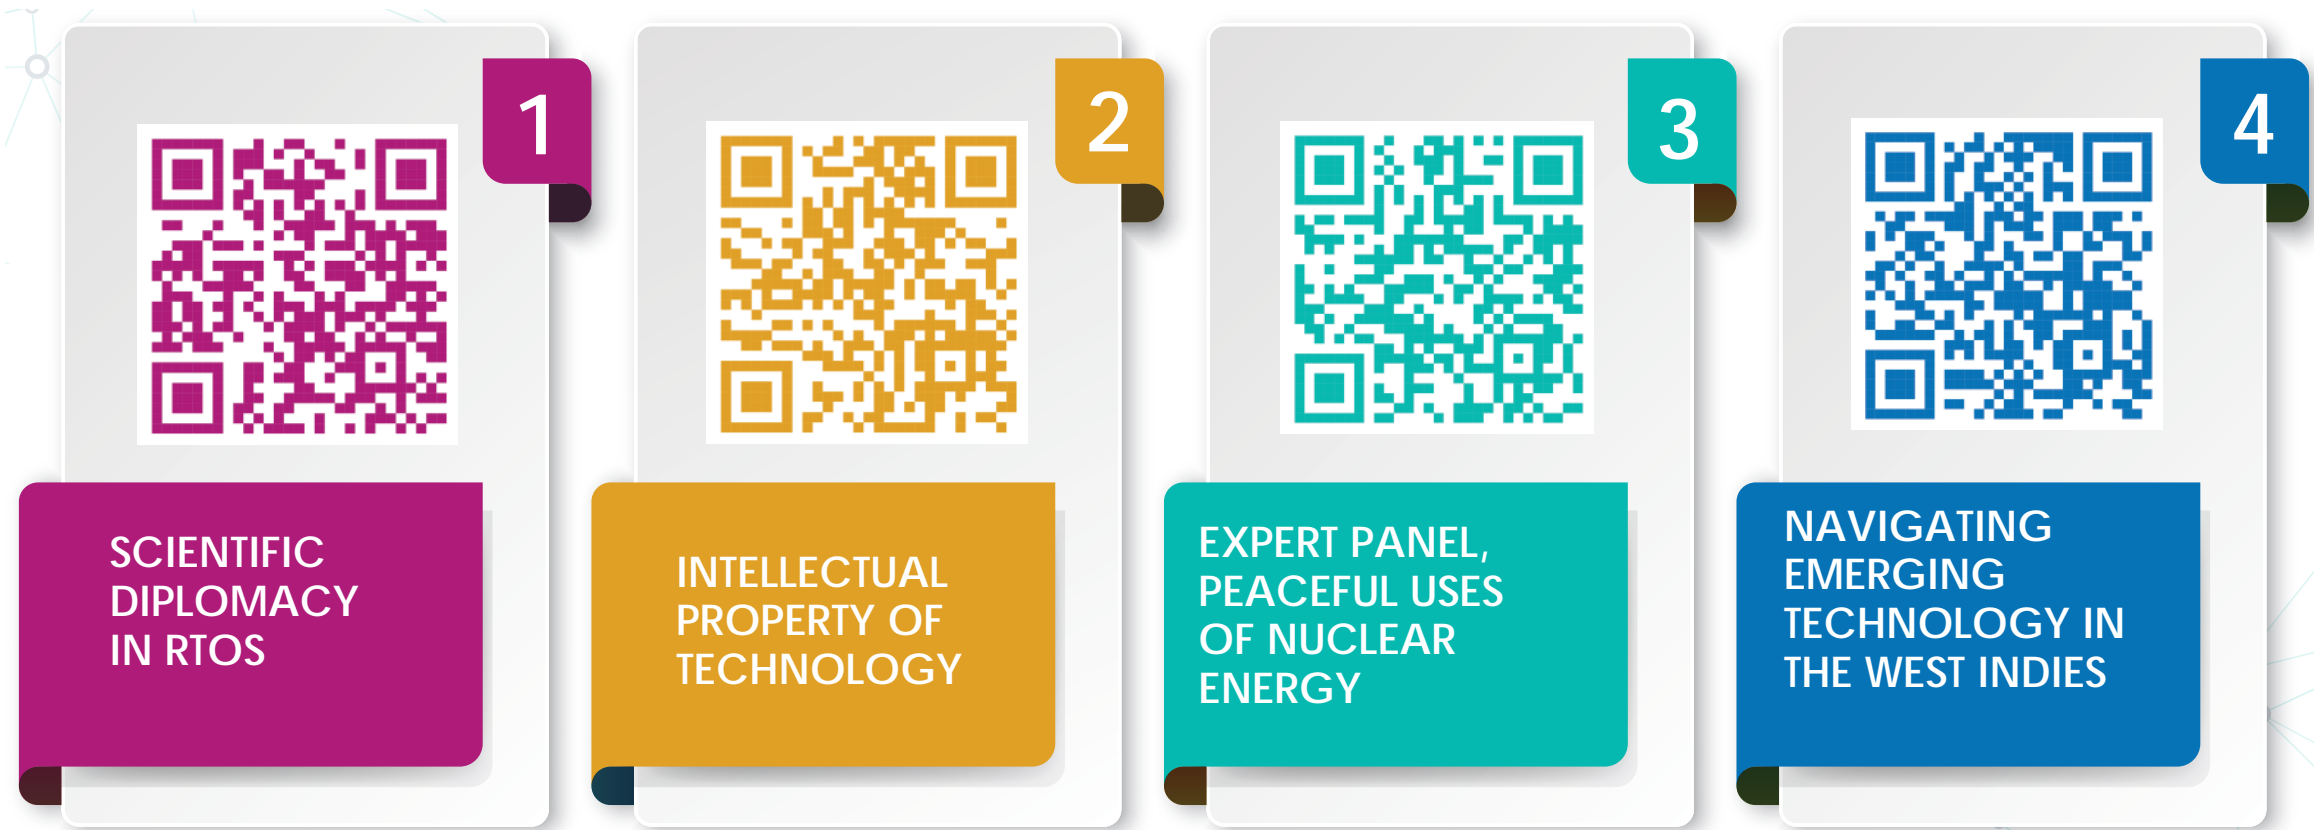 1
SCIENTIFIC
DIPLOMACY
IN RTOS
2
INTELLECTUAL
PROPERTY OF
TECHNOLOGY
3
EXPERT PANEL,
PEACEFUL USES
OF NUCLEAR
ENERGY
4
NAVIGATING
EMERGING
TECHNOLOGY IN
THE WEST INDIES